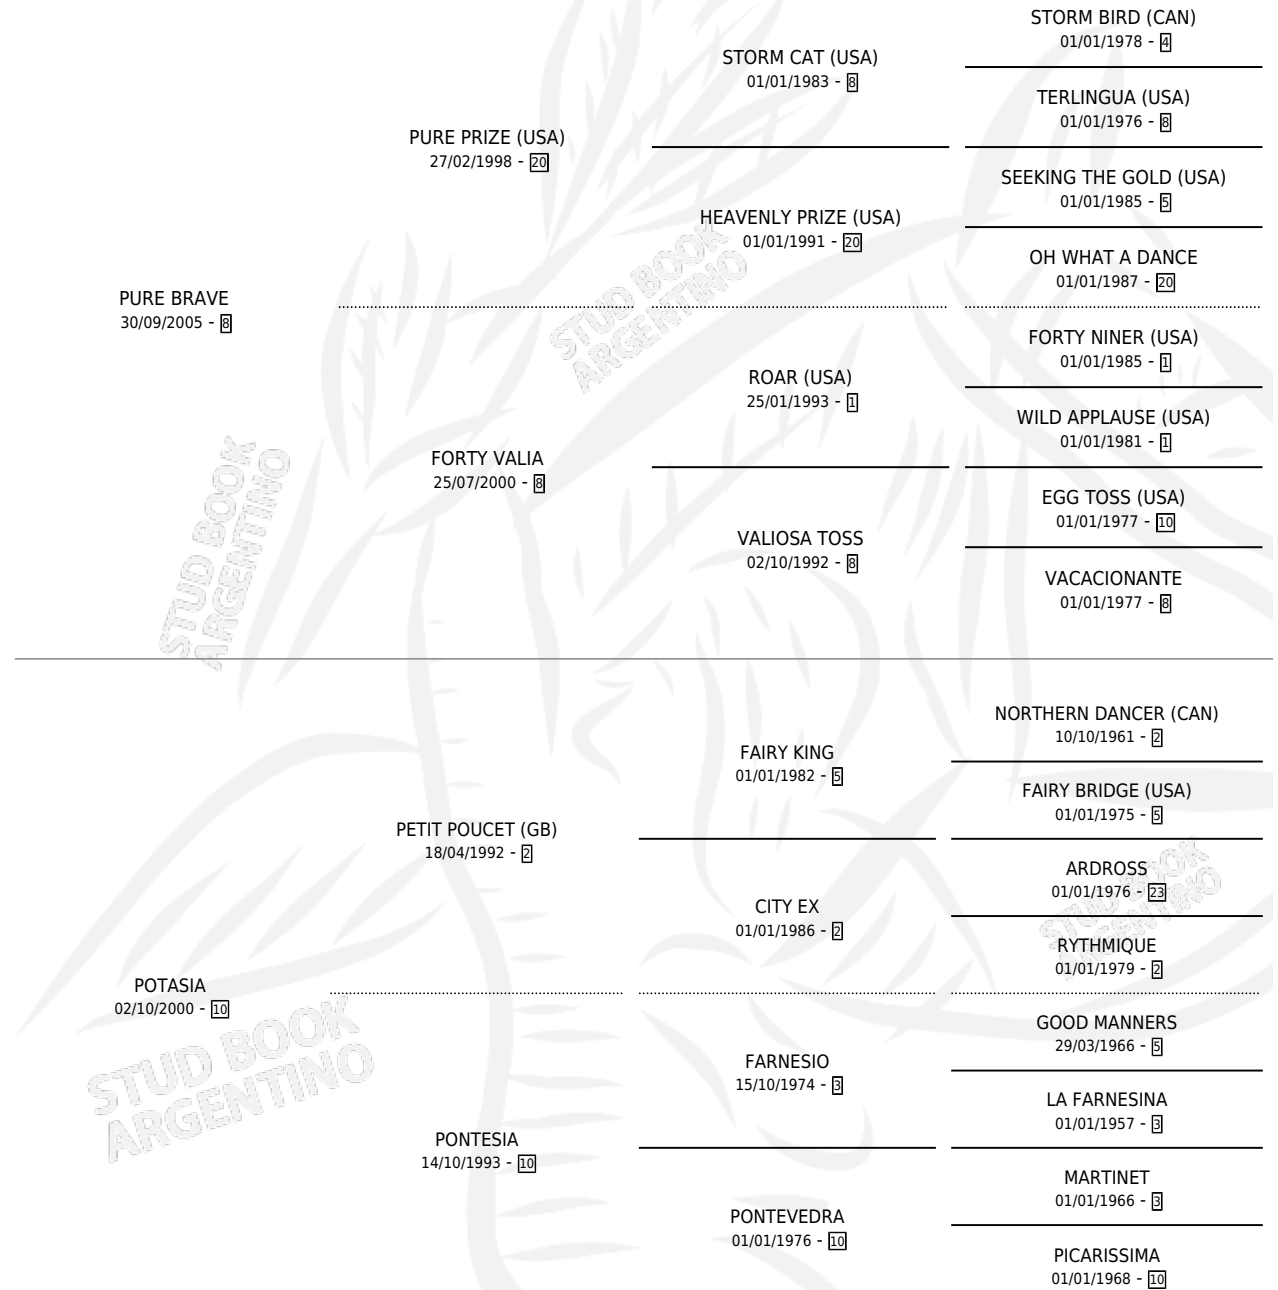 STORM BIRD (CAN)
01/01/1978 - 4
STORM CAT (USA)
01/01/1983 - 8
TERLINGUA (USA)
01/01/1976 - 8
PURE PRIZE (USA)
27/02/1998 - 20
SEEKING THE GOLD (USA)
01/01/1985 - 5
HEAVENLY PRIZE (USA)
01/01/1991 - 20
OH WHAT A DANCE
01/01/1987 - 20
PURE BRAVE
30/09/2005 - 8
FORTY NINER (USA)
01/01/1985 - 1
ROAR (USA)
25/01/1993 - 1
WILD APPLAUSE (USA)
01/01/1981 - 1
FORTY VALIA
25/07/2000 - 8
EGG TOSS (USA)
01/01/1977 - 10
VALIOSA TOSS
02/10/1992 - 8
VACACIONANTE
01/01/1977 - 8
NORTHERN DANCER (CAN)
10/10/1961 - 2
FAIRY KING
01/01/1982 - 5
FAIRY BRIDGE (USA)
01/01/1975 - 5
PETIT POUCET (GB)
18/04/1992 - 2
ARDROSS
01/01/1976 - 23
CITY EX
01/01/1986 - 2
RYTHMIQUE
01/01/1979 - 2
POTASIA
02/10/2000 - 10
GOOD MANNERS
29/03/1966 - 5
FARNESIO
15/10/1974 - 3
LA FARNESINA
01/01/1957 - 3
PONTESIA
14/10/1993 - 10
MARTINET
01/01/1966 - 3
PONTEVEDRA
01/01/1976 - 10
PICARISSIMA
01/01/1968 - 10
STUD BOOK
ARGENTINO
STUD BOOK
ARGENTINO
STUD BOOK
ARGENTINO
STUD BOOK
ARGENTINO